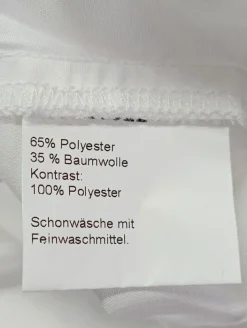 65% Polyester
35 % Baumwolle
Kontrast:
100% Polyester
Schonwäsche mit
Feinwaschmittel.